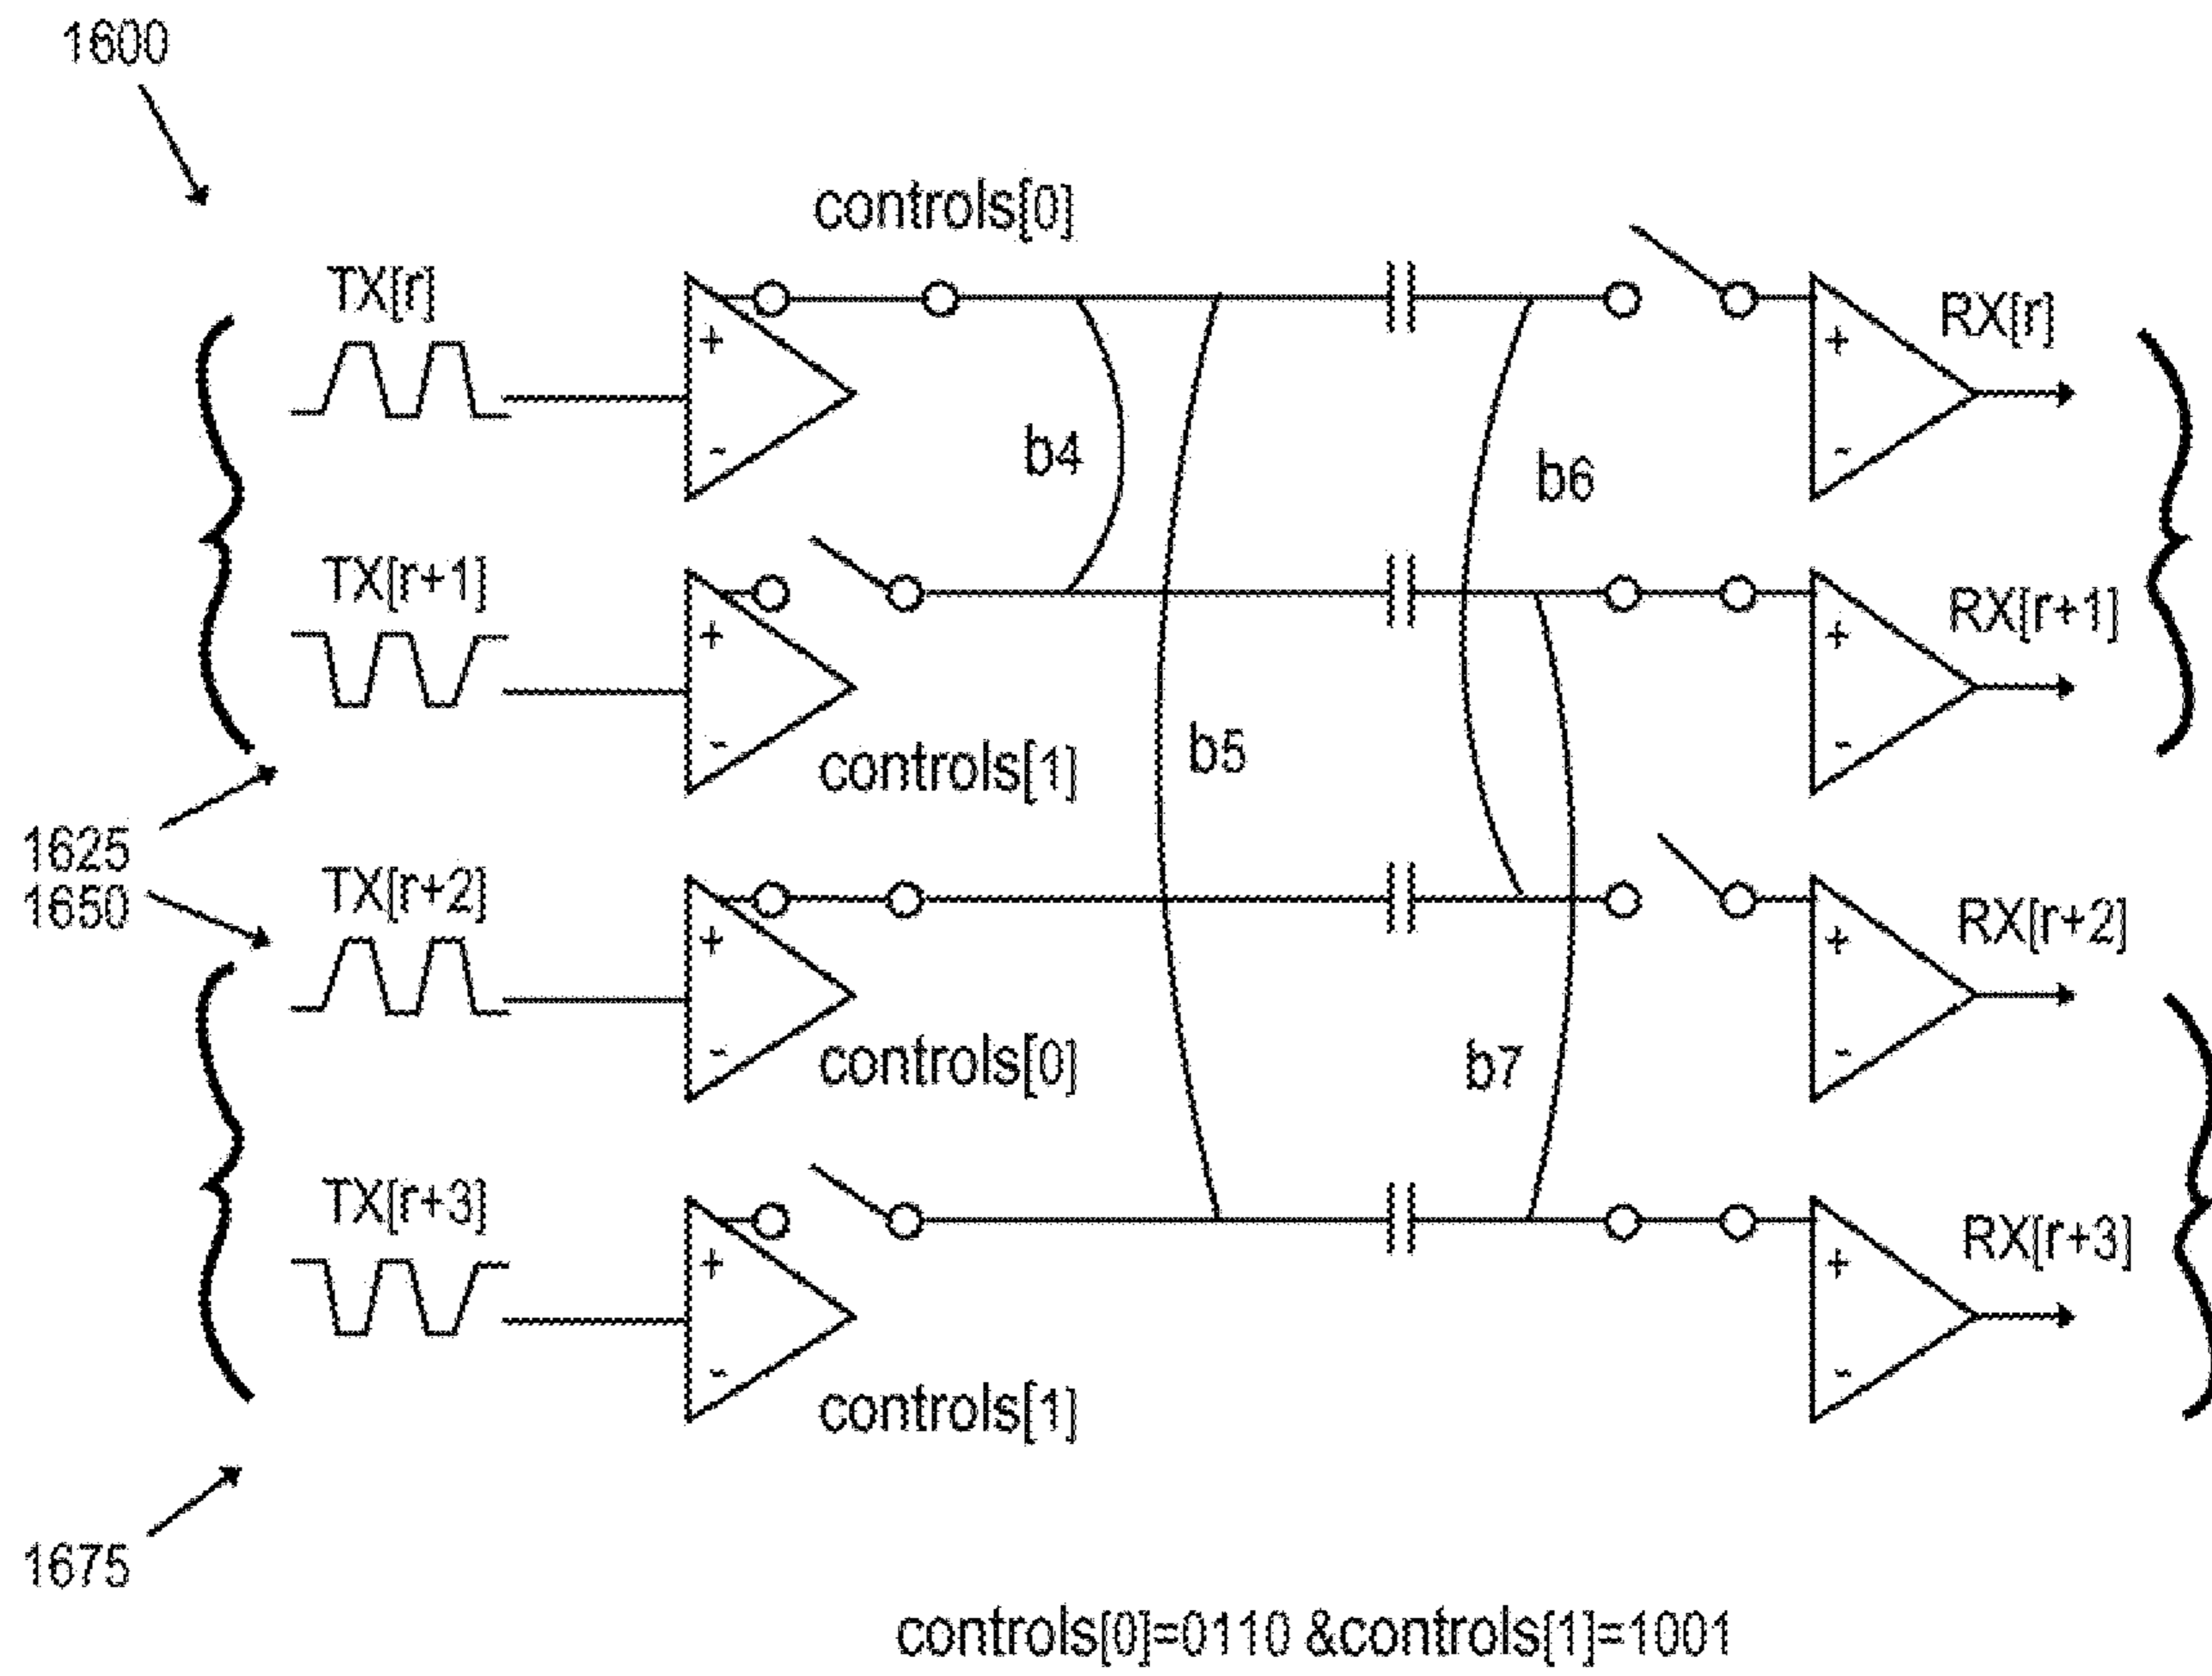 1600
controls[0]
TX[r]
+
-
+
-
RX[r]
b4
b6
TX[r+1]
+
-
controls[1]
+
-
RX[r+1]
b5
1625
1650
TX[r+2]
+
-
controls[0]
+
-
RX[r+2]
b7
TX[r+3]
+
-
controls[1]
+
-
RX[r+3]
1675
controls[0]=0110 &controls[1]=1001